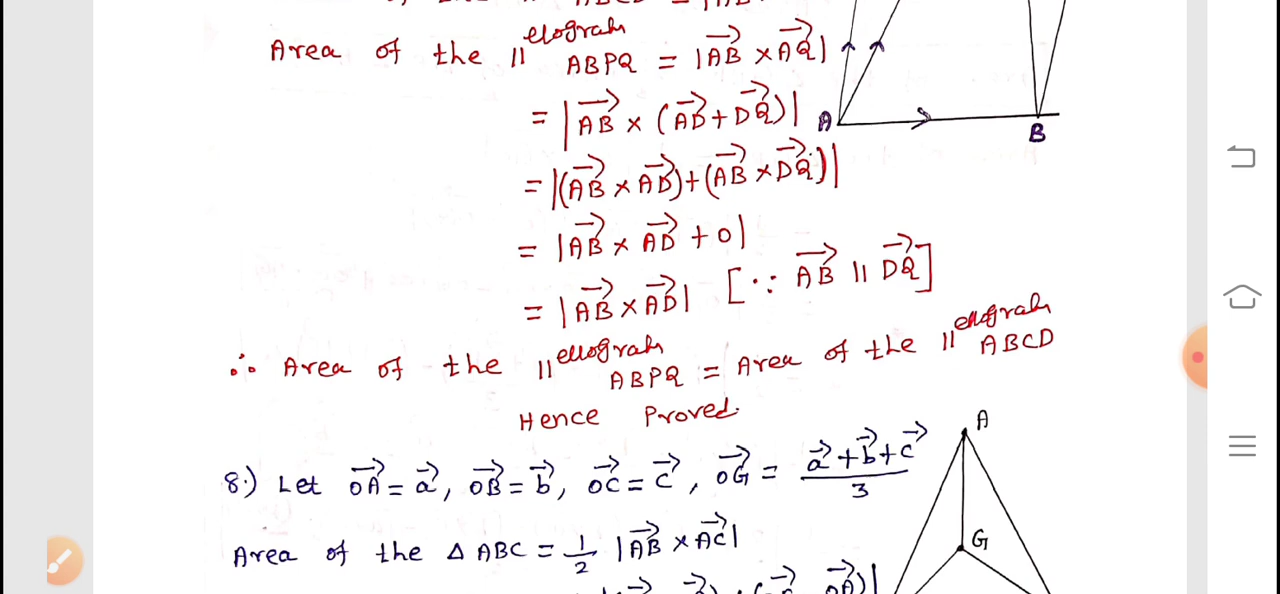 Area of the ||elogram ABPQ = |AB⃗ × AQ⃗|
= |AB⃗ × (AD⃗ + DQ⃗)|
= |(AB⃗ × AD⃗) + (AB⃗ × DQ⃗)|
= |AB⃗ × AD⃗ + 0|
= |AB⃗ × AD⃗| [∵ AB⃗ || DQ⃗]
∴ Area of the ||elogram ABPQ = Area of the ||elogram ABCD
Hence Proved.
A
B
8.) Let OA⃗ = a⃗, OB⃗ = b⃗, OC⃗ = c⃗, OG⃗ = (a⃗ + b⃗ + c⃗)/3
Area of the Δ ABC = 1/2 |AB⃗ × AC⃗|
A
G